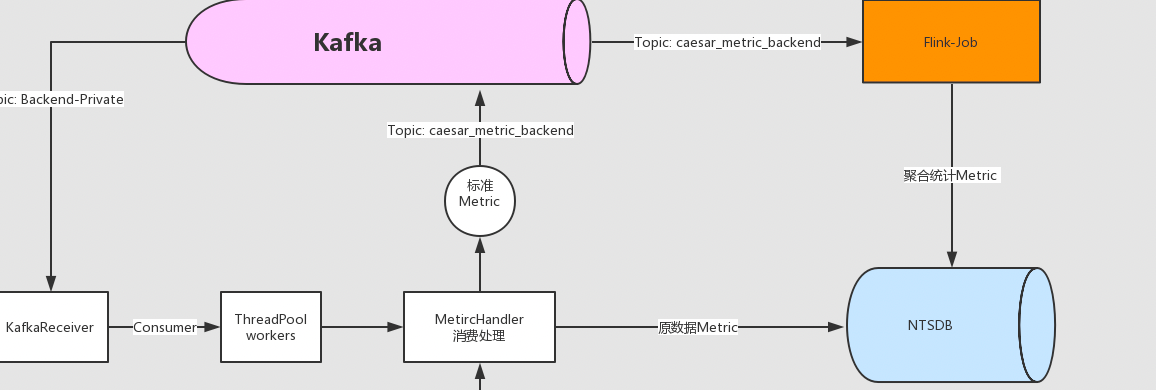 Kafka
Topic: caesar_metric_backend
Flink-Job
pic: Backend-Private
Topic: caesar_metric_backend
标准
Metric
聚合统计Metric
KafkaReceiver
Consumer
ThreadPool
workers
MetircHandler
消费处理
原数据Metric
NTSDB